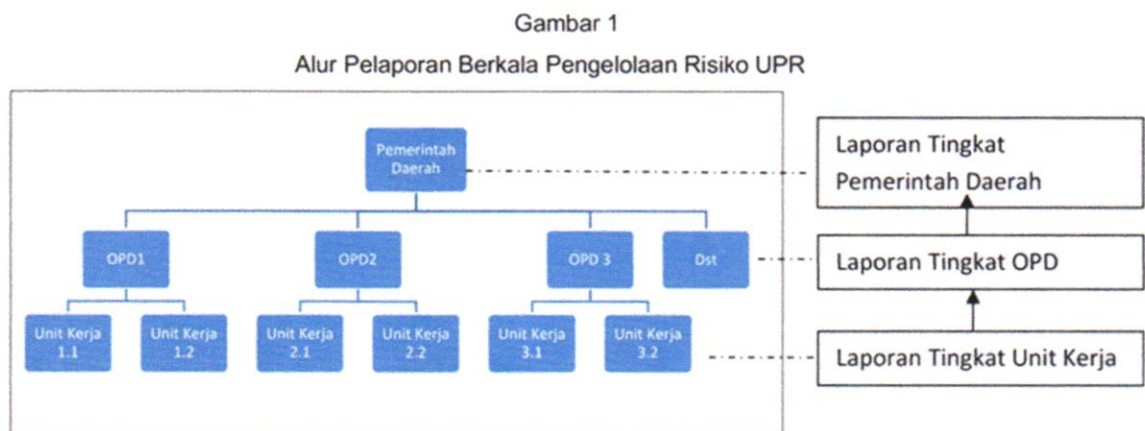 Gambar 1
Alur Pelaporan Berkala Pengelolaan Risiko UPR
Pemerintah
Daerah
OPD1
OPD2
OPD 3
Dst
Unit Kerja
1.1
Unit Kerja
1.2
Unit Kerja
2.1
Unit Kerja
2.2
Unit Kerja
3.1
Unit Kerja
3.2
Laporan Tingkat
Pemerintah Daerah
Laporan Tingkat OPD
Laporan Tingkat Unit Kerja